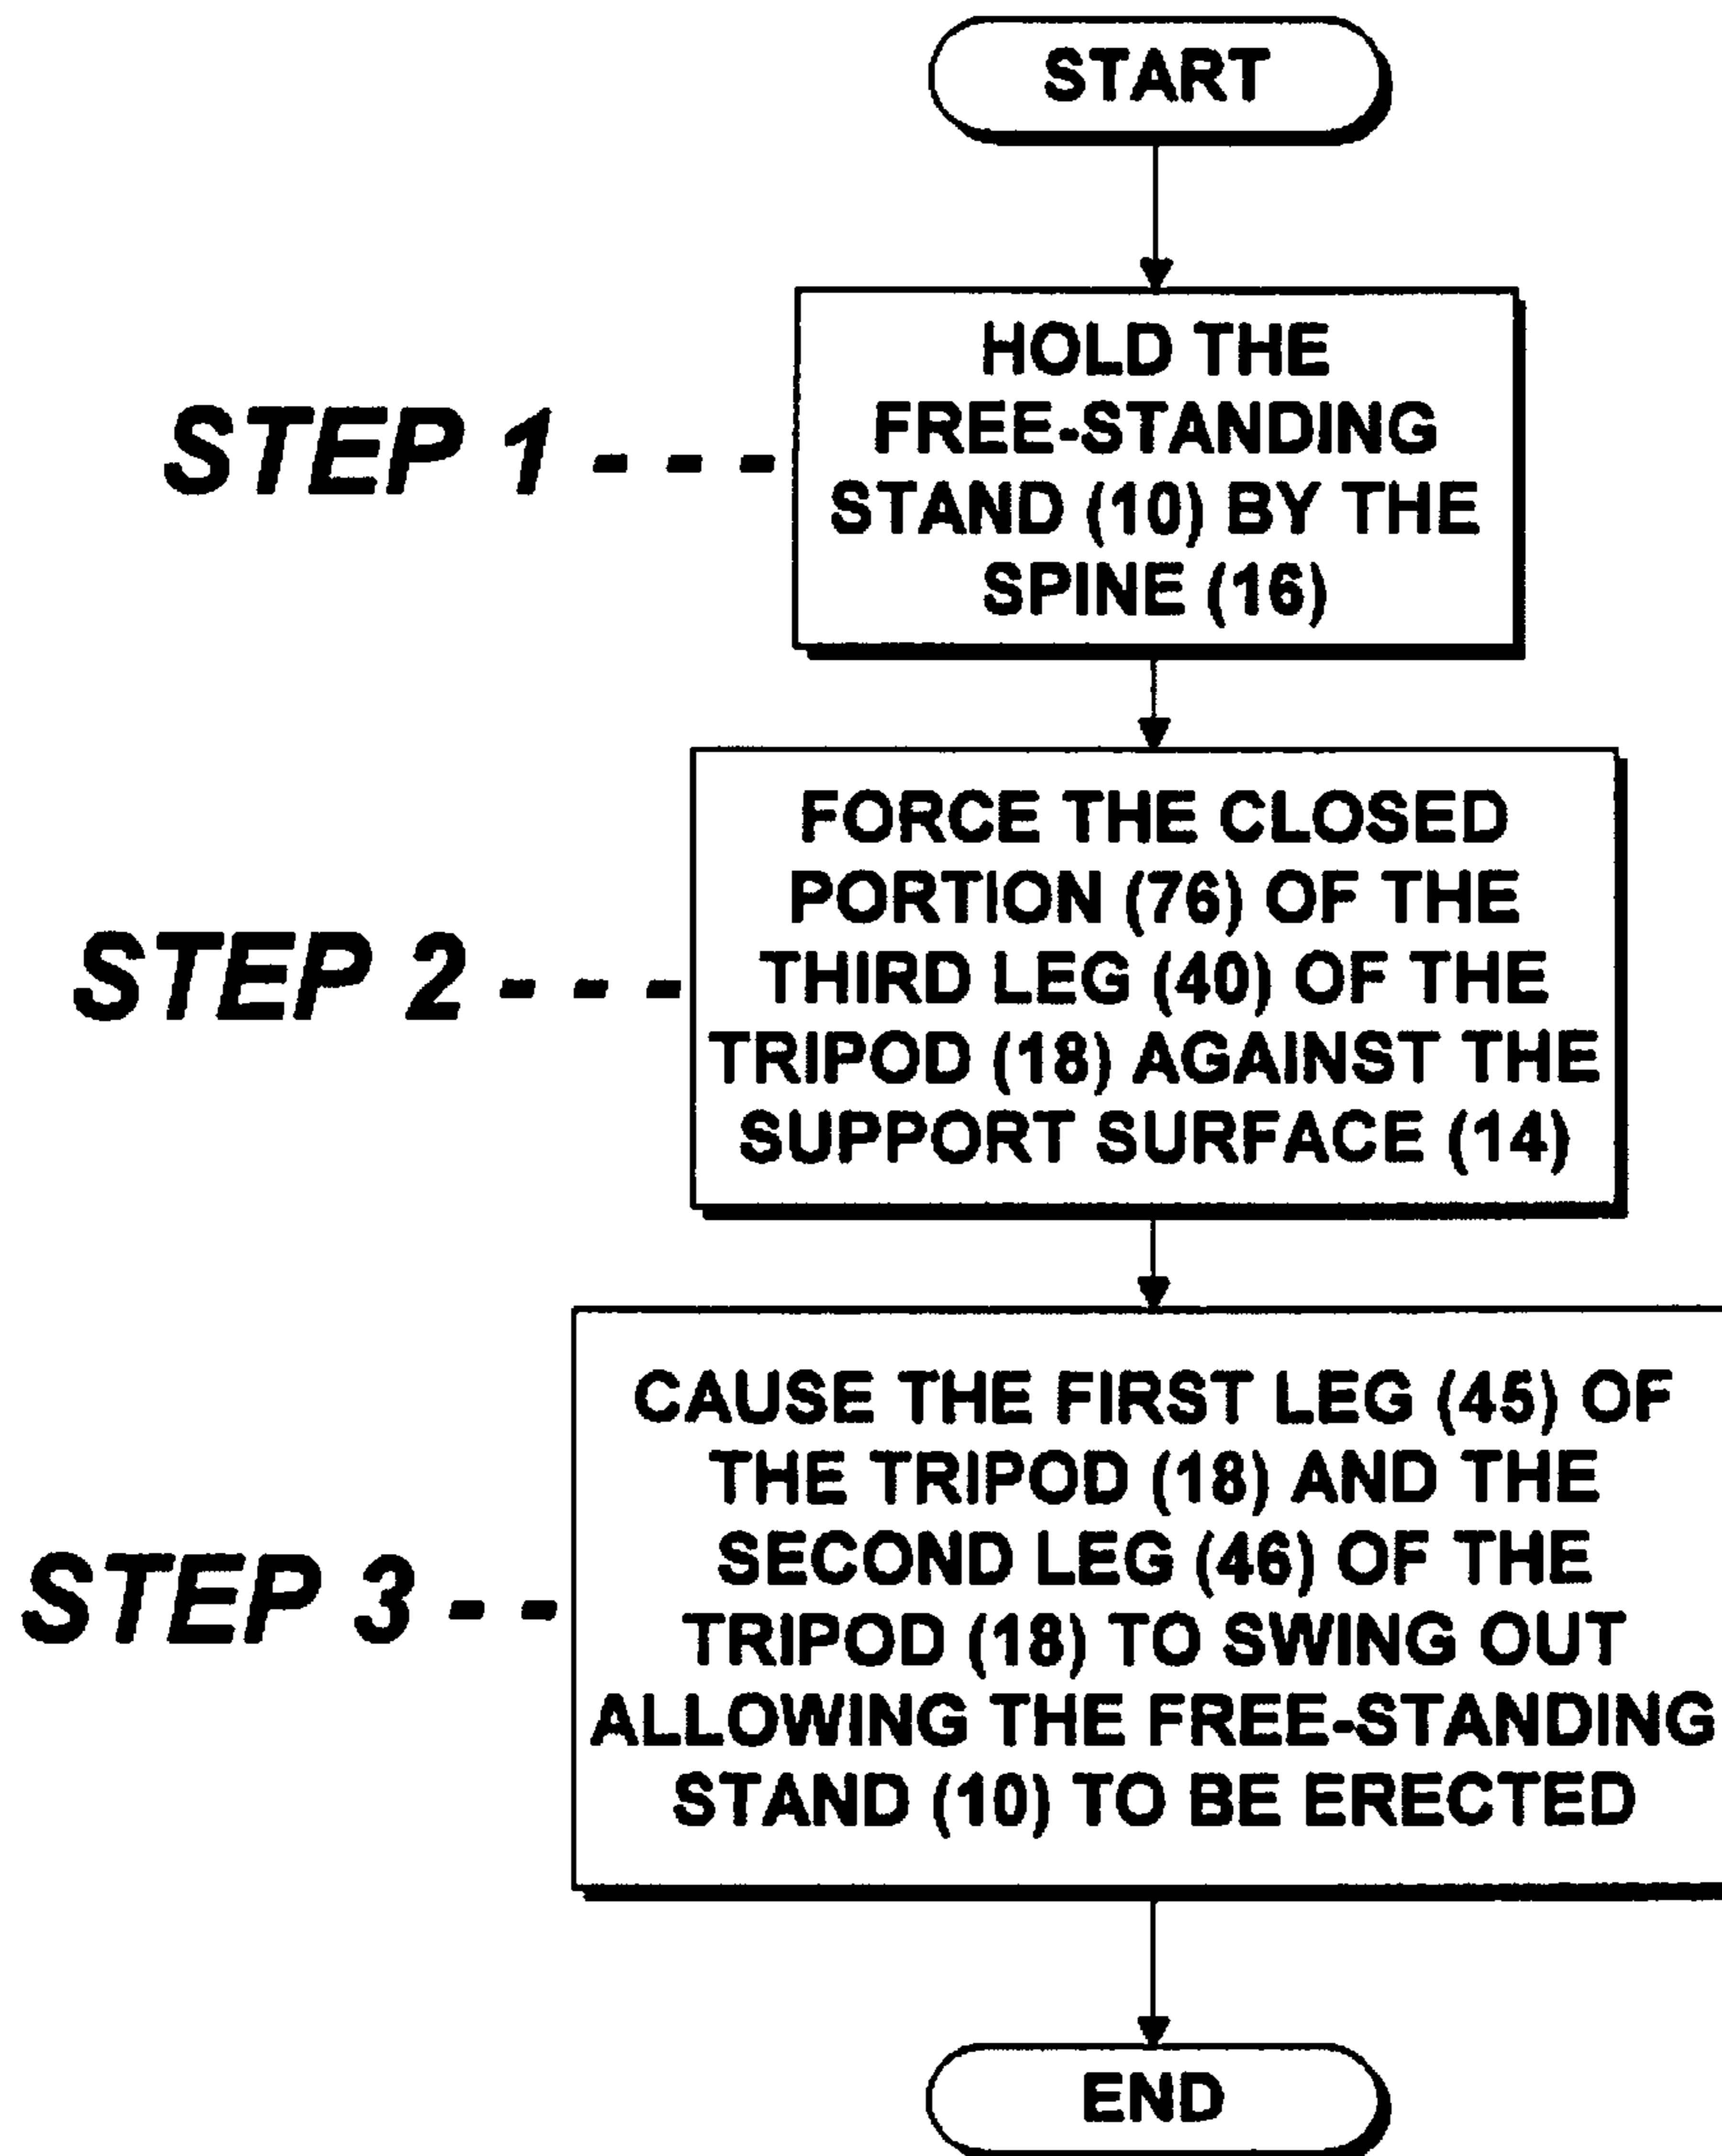 START
HOLD THE
FREE-STANDING
STEP 1 - - -
STAND (10) BY THE
SPINE (16)
FORCE THE CLOSED
PORTION (76) OF THE
STEP 2 - - -
THIRD LEG (40) OF THE
TRIPOD (18) AGAINST THE
SUPPORT SURFACE (14)
CAUSE THE FIRST LEG (45) OF
THE TRIPOD (18) AND THE
SECOND LEG (46) OF THE
STEP 3 - -
TRIPOD (18) TO SWING OUT
ALLOWING THE FREE-STANDING
STAND (10) TO BE ERECTED
END